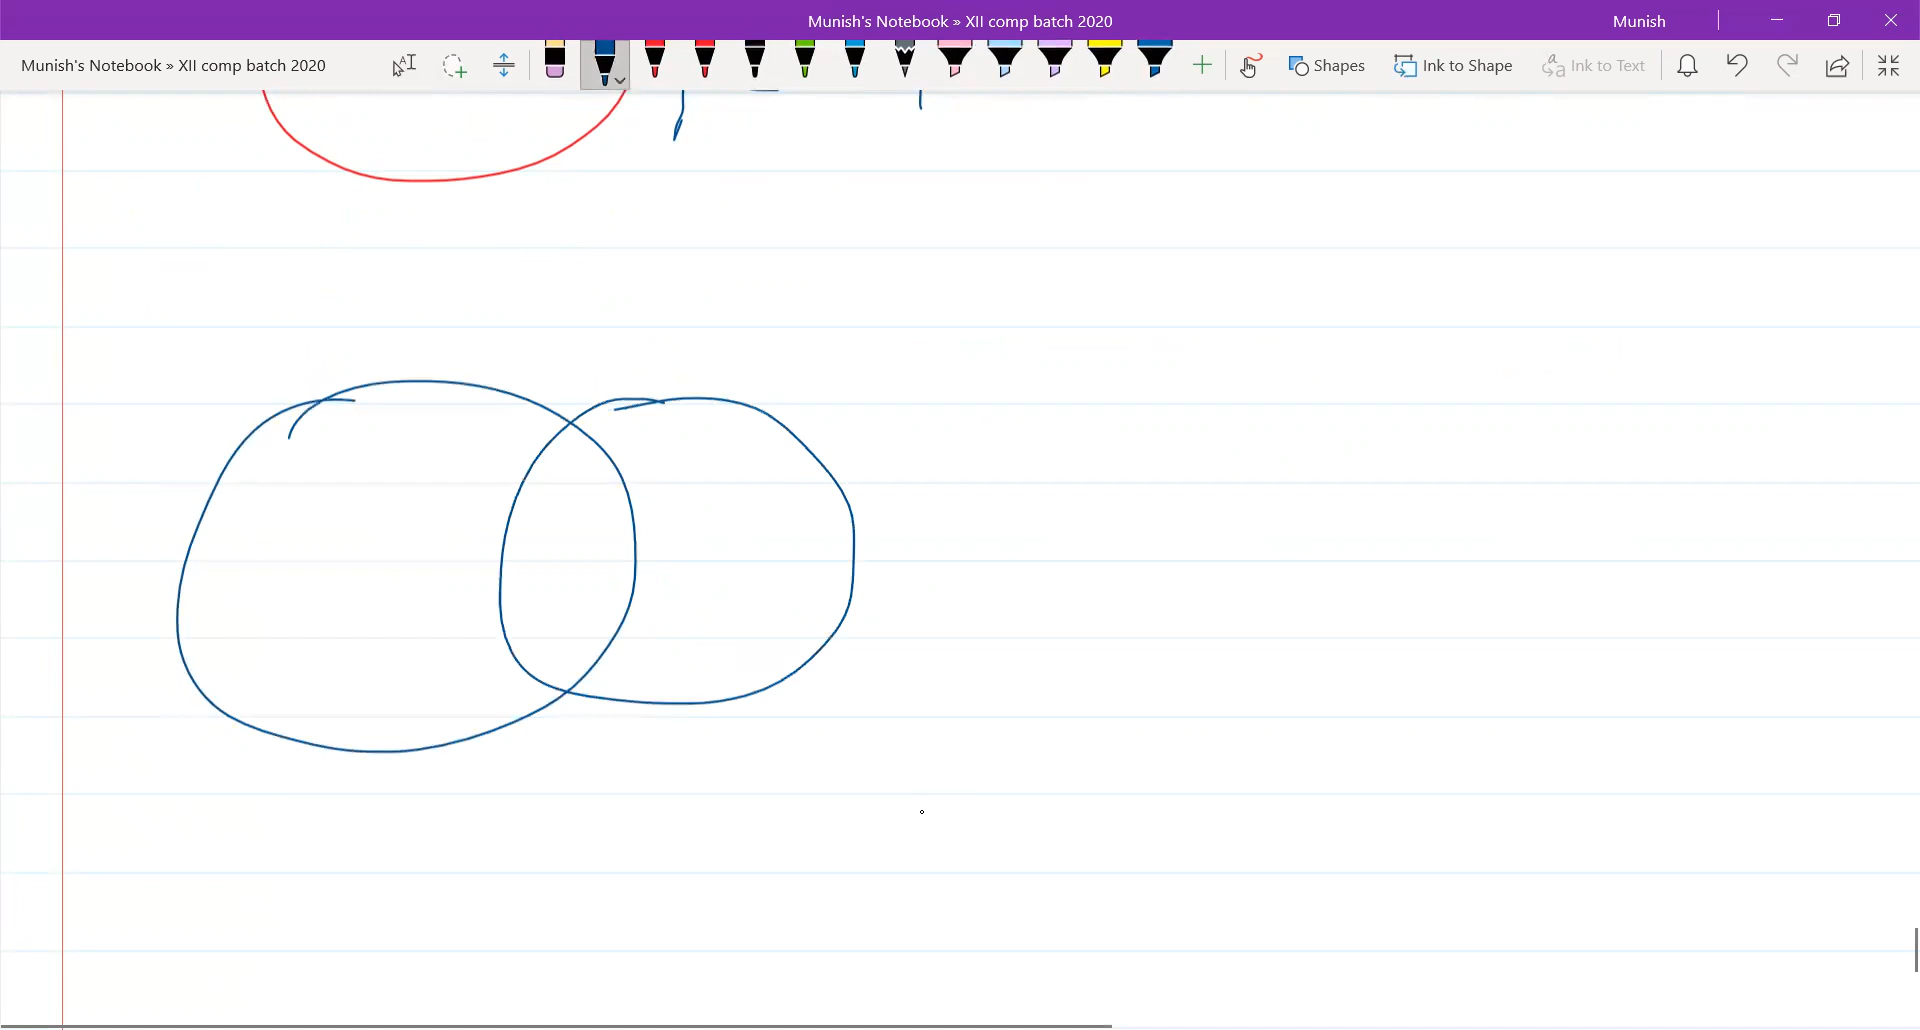 Munish's Notebook » XII comp batch 2020
Munish
Munish's Notebook » XII comp batch 2020
Shapes
Ink to Shape
Ink to Text